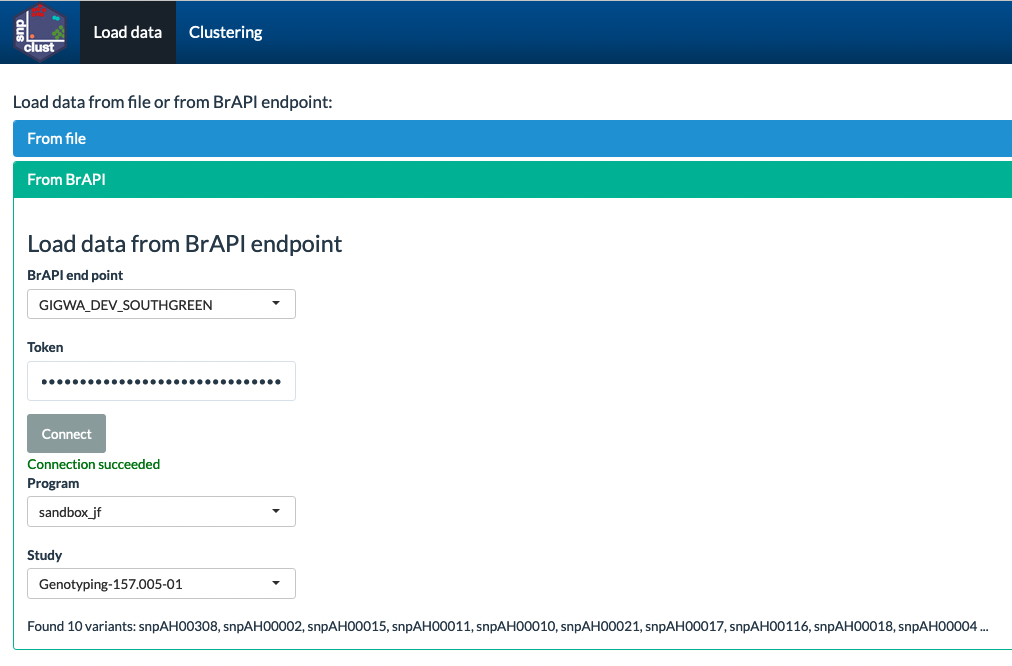 snp
clust
Load data
Clustering
Load data from file or from BrAPI endpoint:
From file
From BrAPI
Load data from BrAPI endpoint
BrAPI end point
GIGWA_DEV_SOUTHGREEN
Token
•••••••••••••••••••••••••••••••
Connect
Connection succeeded
Program
sandbox_jf
Study
Genotyping-157.005-01
Found 10 variants: snpAH00308, snpAH00002, snpAH00015, snpAH00011, snpAH00010, snpAH00021, snpAH00017, snpAH00116, snpAH00018, snpAH00004 ...